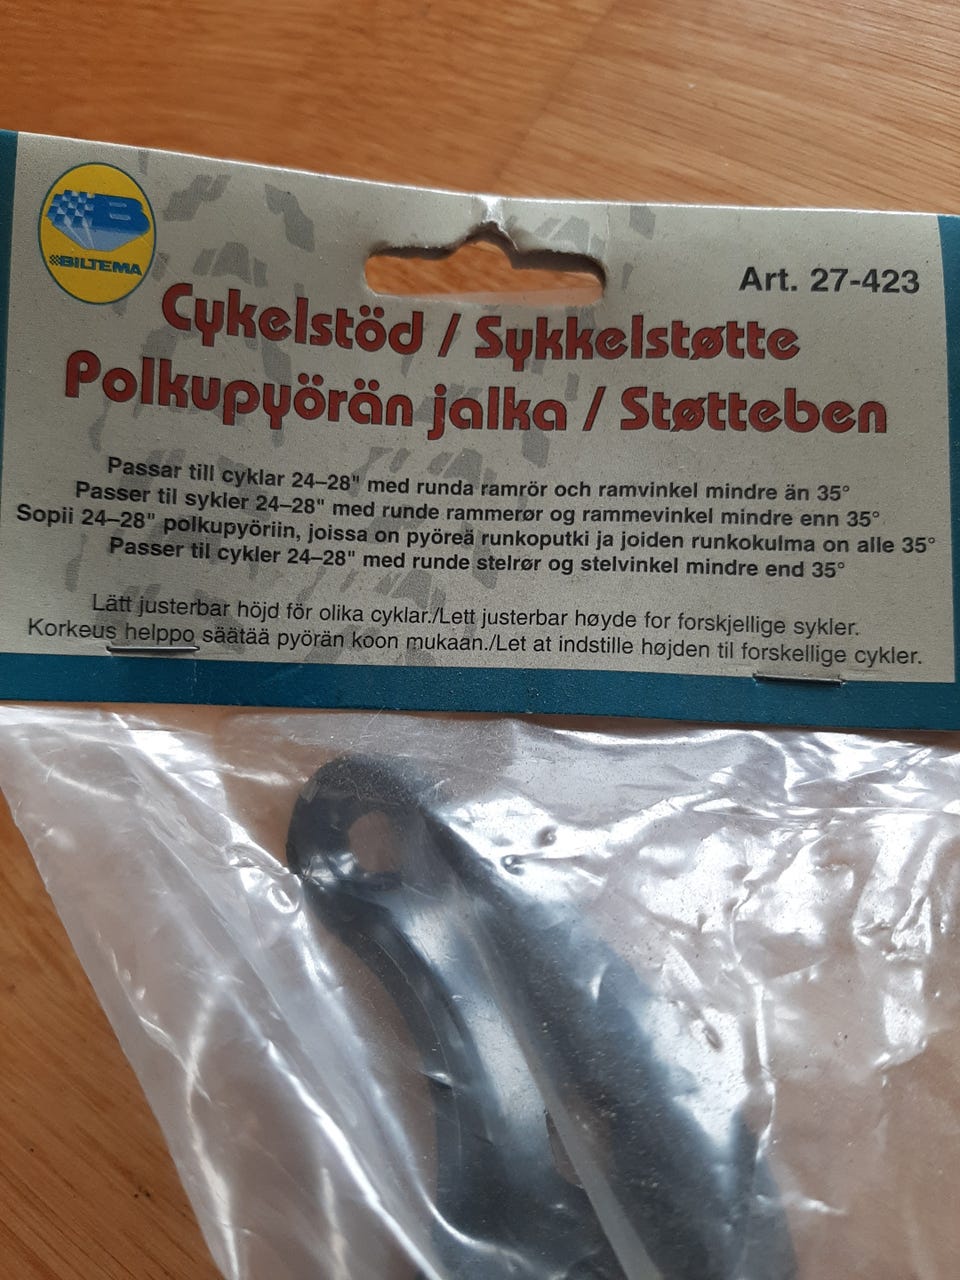 B
BILTEMA
Art. 27-423
Cykelstöd / Sykkelstøtte
Polkupyörän jalka / Støtteben
Passar till cyklar 24–28" med runda ramrör och ramvinkel mindre än 35°
Passer til sykler 24–28" med runde rammerør og rammevinkel mindre enn 35°
Sopii 24–28" polkupyöriin, joissa on pyöreä runkoputki ja joiden runkokulma on alle 35°
Passer til cykler 24–28" med runde stelrør og stelvinkel mindre end 35°
Lätt justerbar höjd för olika cyklar./Lett justerbar høyde for forskjellige sykler.
Korkeus helppo säätää pyörän koon mukaan./Let at indstille højden til forskellige cykler.